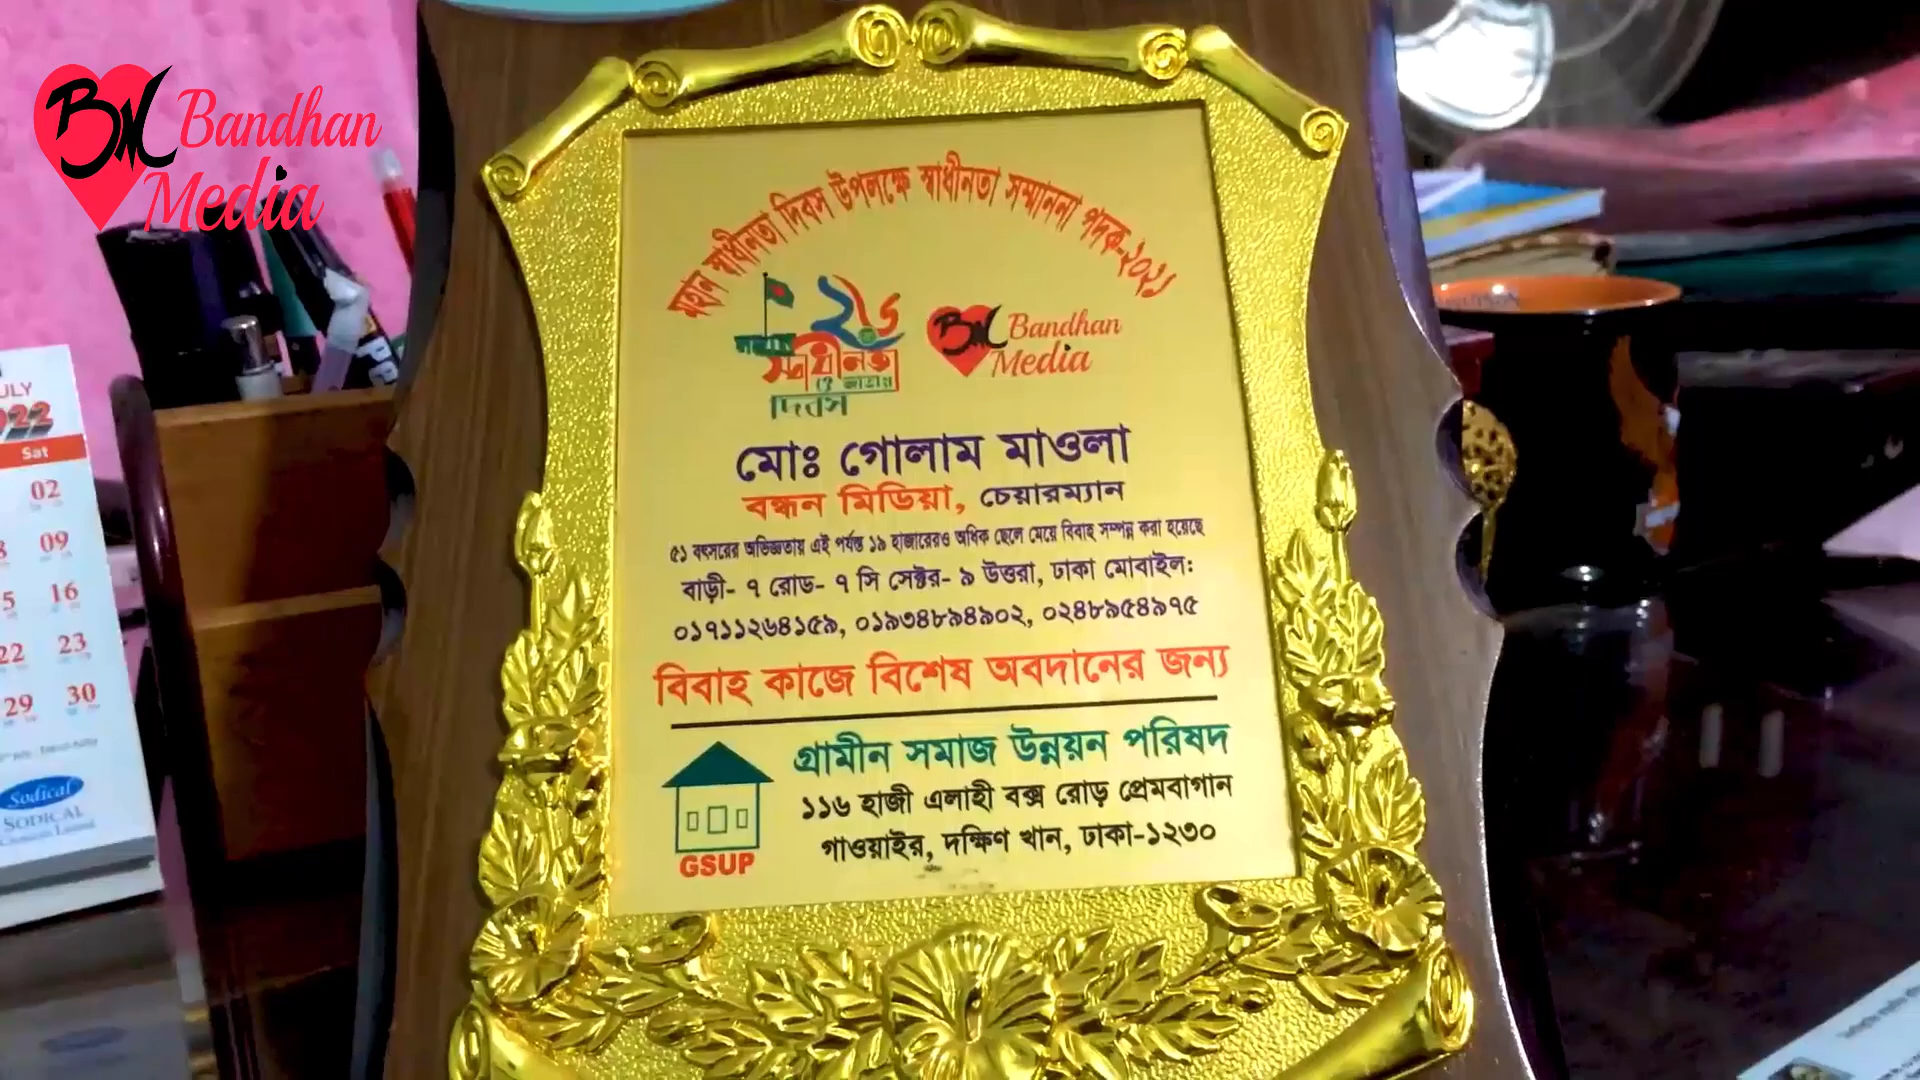 Bandhan
Media
মহান স্বাধীনতা দিবস উপলক্ষে স্বাধীনতা সম্মাননা পদক-২০২১
২৬
স্বাধীনতা
ও জাতীয়
দিবস
Bandhan
Media
মোঃ গোলাম মাওলা
বন্ধন মিডিয়া, চেয়ারম্যান
৫১ বৎসরের অভিজ্ঞতায় এই পর্যন্ত ১৯ হাজারেরও অধিক ছেলে মেয়ে বিবাহ সম্পন্ন করা হয়েছে
বাড়ী- ৭ রোড- ৭ সি সেক্টর- ৯ উত্তরা, ঢাকা মোবাইল:
০১৭১১২৬৪১৫৯, ০১৯৩৪৮৯৪৯০২, ০২৪৮৯৫৪৯৭৫
বিবাহ কাজে বিশেষ অবদানের জন্য
গ্রামীন সমাজ উন্নয়ন পরিষদ
১১৬ হাজী এলাহী বক্স রোড় প্রেমবাগান
গাওয়াইর, দক্ষিণ খান, ঢাকা-১২৩০
GSUP
Sat
02
09
16
22 23
29 30
Sodical
SODICAL